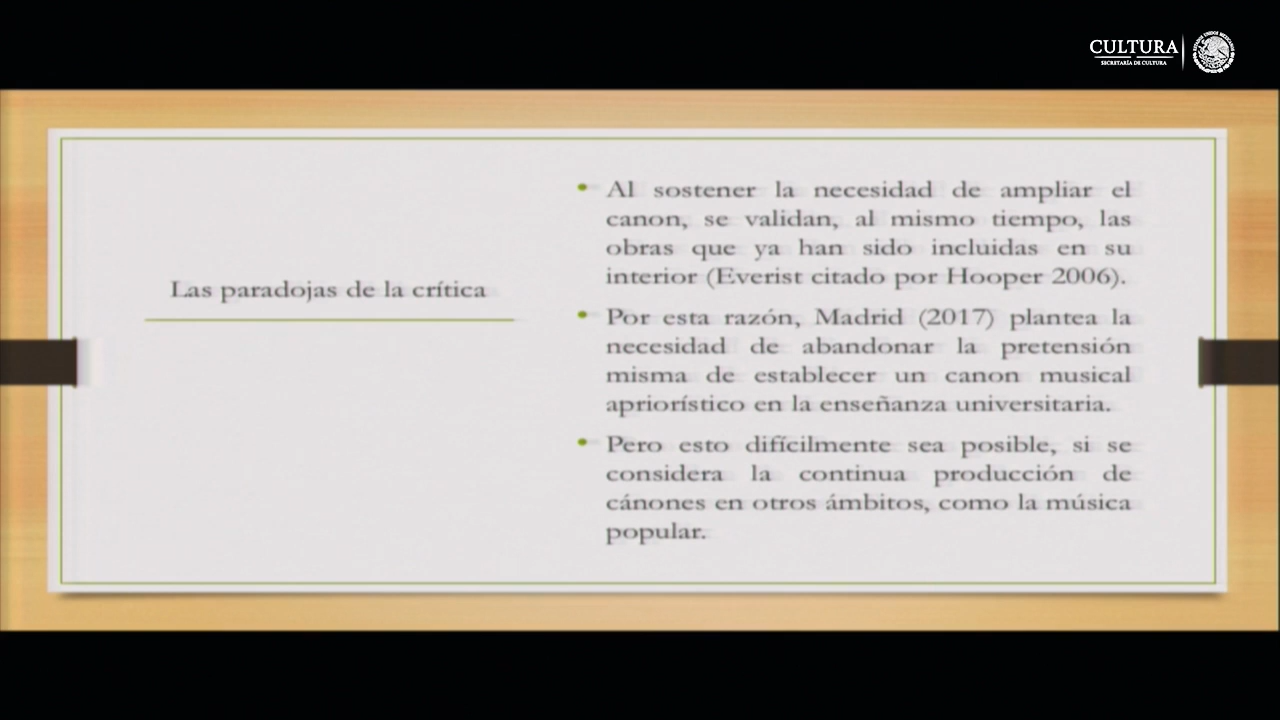 CULTURA
SECRETARÍA DE CULTURA
ESTADOS UNIDOS MEXICANOS
Las paradojas de la crítica
• Al sostener la necesidad de ampliar el
canon, se validan, al mismo tiempo, las
obras que ya han sido incluidas en su
interior (Everist citado por Hooper 2006).
• Por esta razón, Madrid (2017) plantea la
necesidad de abandonar la pretensión
misma de establecer un canon musical
apriorístico en la enseñanza universitaria.
• Pero esto difícilmente sea posible, si se
considera la continua producción de
cánones en otros ámbitos, como la música
popular.